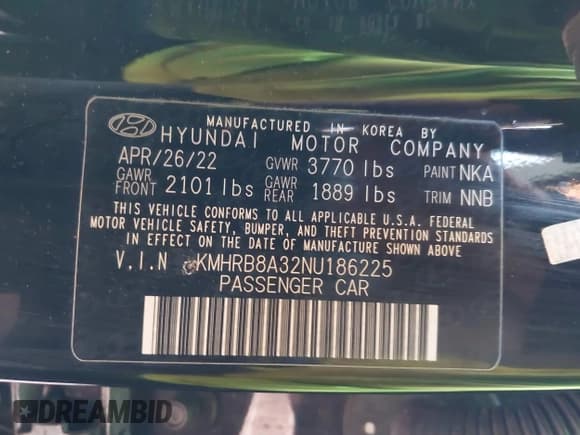 MANUFACTURED IN KOREA BY
HYUNDAI MOTOR COMPANY
APR/26/22 GVWR 3770 lbs PAINT NKA
GAWR FRONT 2101 lbs GAWR REAR 1889 lbs TRIM NNB
THIS VEHICLE CONFORMS TO ALL APPLICABLE U.S.A. FEDERAL
MOTOR VEHICLE SAFETY, BUMPER, AND THEFT PREVENTION STANDARDS
IN EFFECT ON THE DATE OF MANUFACTURE SHOWN ABOVE
V.I.N KMHRB8A32NU186225
PASSENGER CAR
DREAMBID